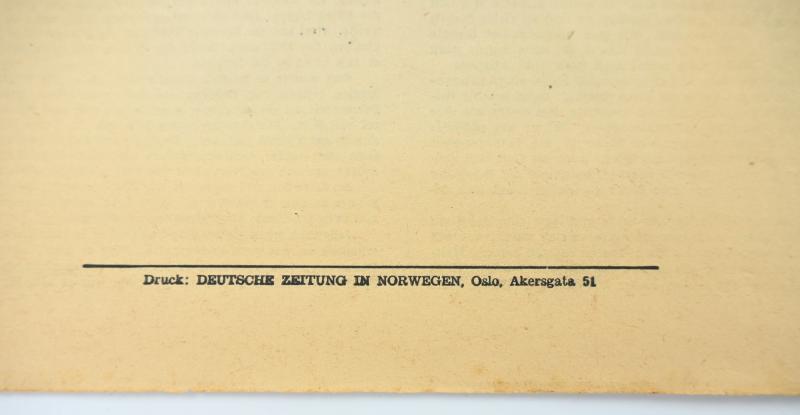 Druck: DEUTSCHE ZEITUNG IN NORWEGEN, Oslo, Akersgata 51